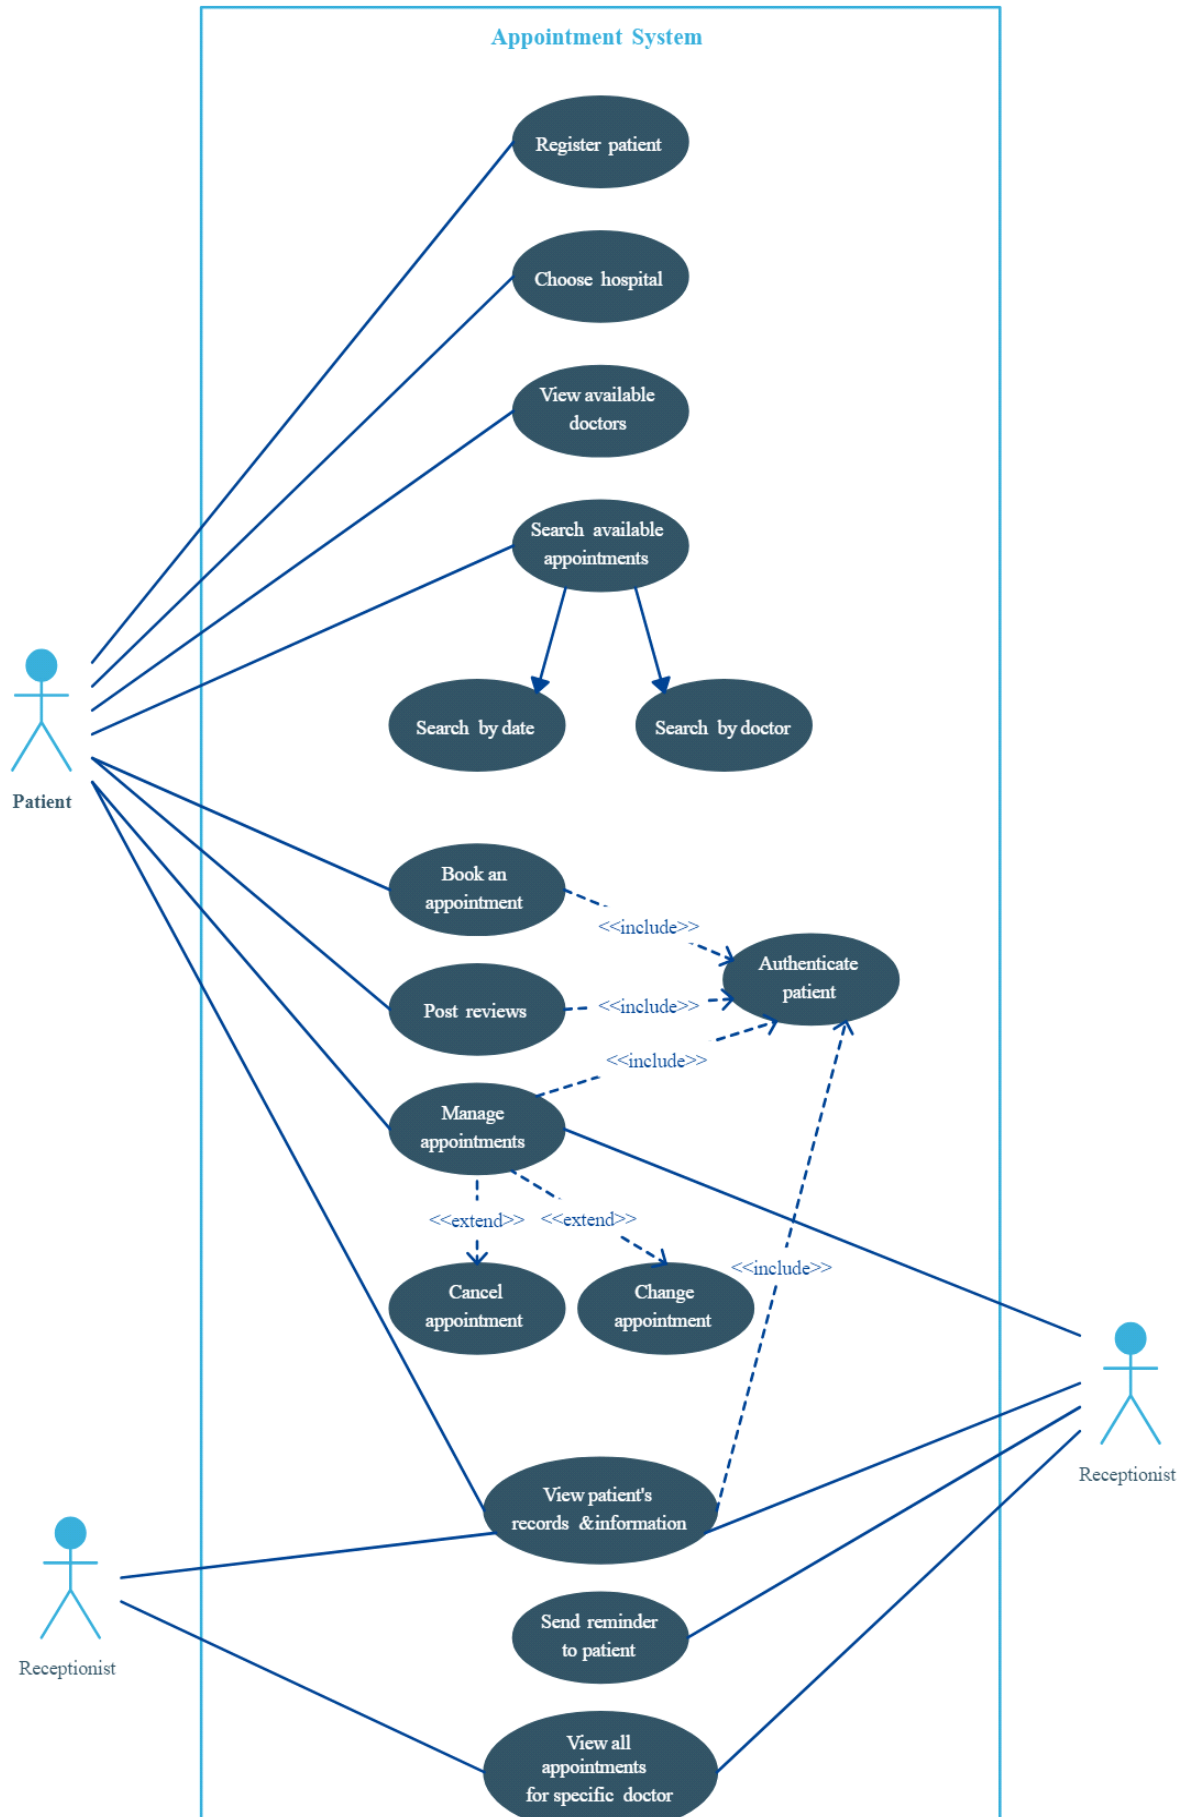 Appointment System
Register patient
Choose hospital
View available
doctors
Search available
appointments
Search by date
Search by doctor
Patient
Book an
appointment
<<include>>
Authenticate
patient
Post reviews
<<include>>
<<include>>
Manage
appointments
<<extend>>
<<extend>>
<<include>>
Cancel
appointment
Change
appointment
Receptionist
View patient's
records &information
Send reminder
to patient
Receptionist
View all
appointments
for specific doctor